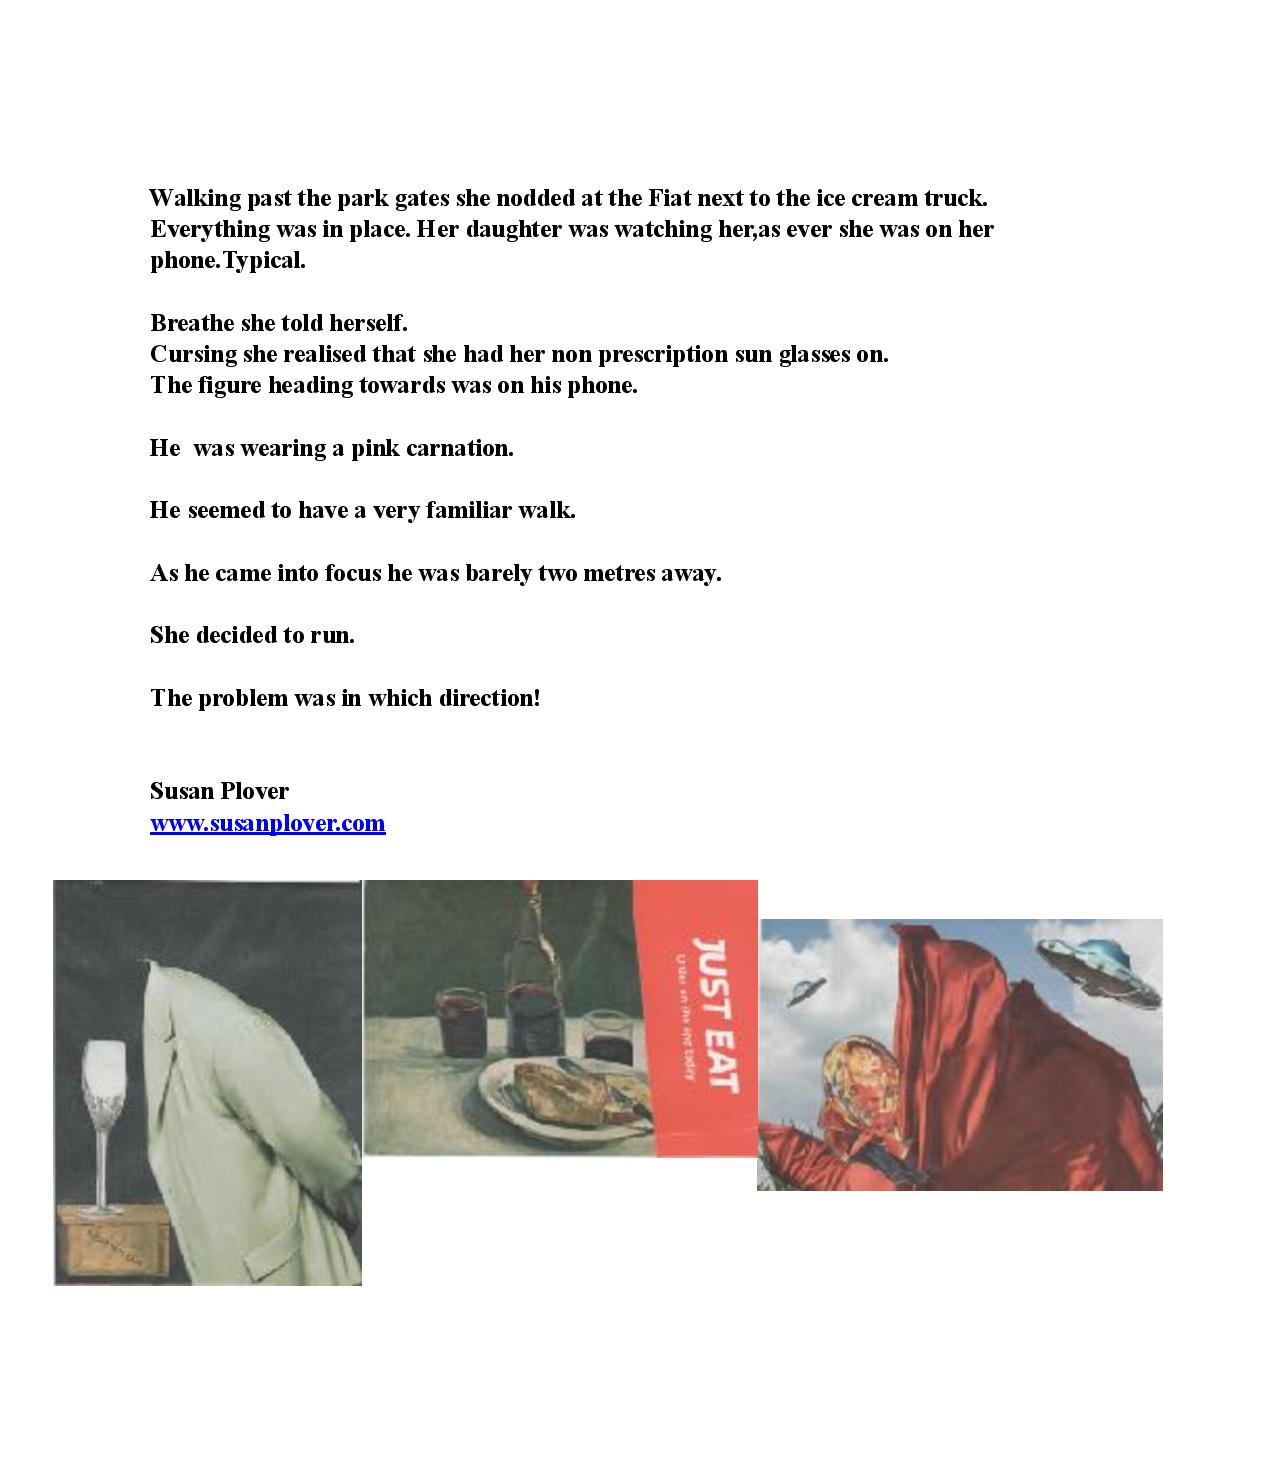 Walking past the park gates she nodded at the Fiat next to the ice cream truck.
Everything was in place. Her daughter was watching her,as ever she was on her
phone.Typical.
Breathe she told herself.
Cursing she realised that she had her non prescription sun glasses on.
The figure heading towards was on his phone.
He  was wearing a pink carnation.
He seemed to have a very familiar walk.
As he came into focus he was barely two metres away.
She decided to run.
The problem was in which direction!
Susan Plover
www.susanplover.com
JUST EAT
on the app today